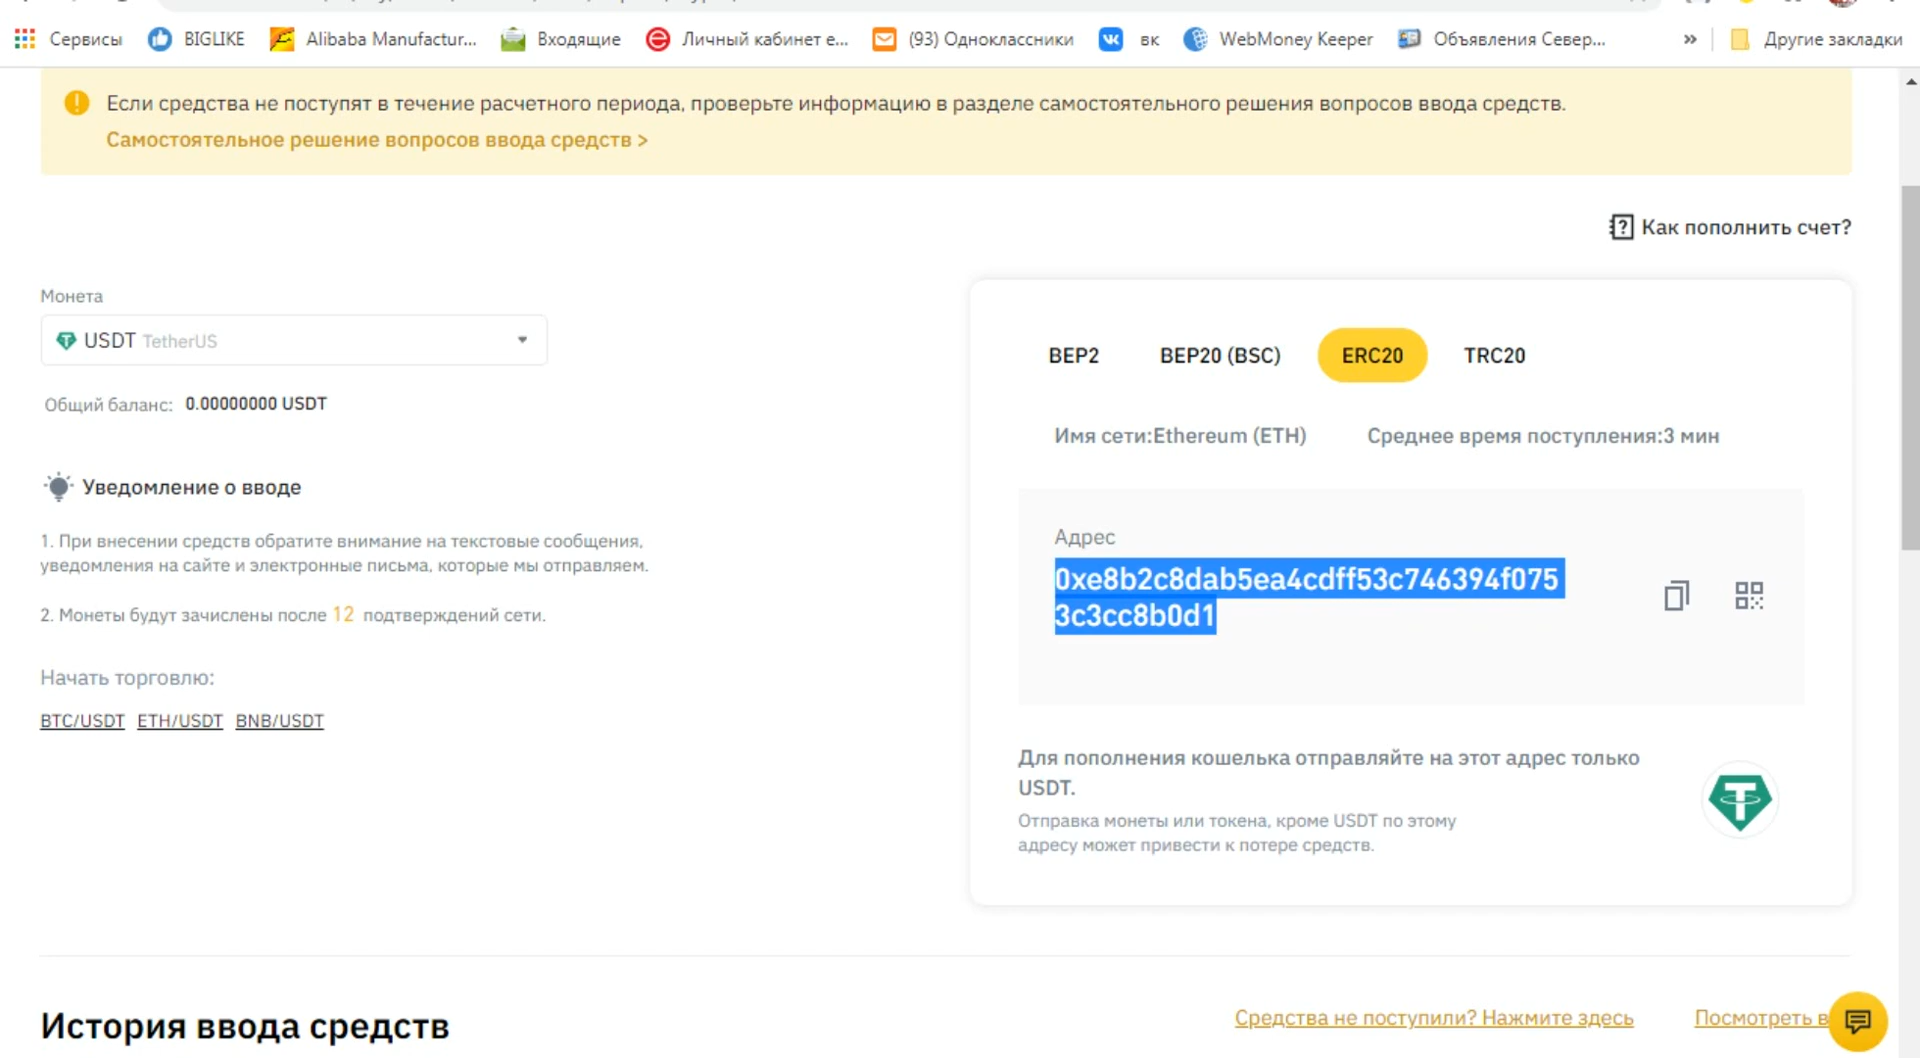 Сервисы BIGLIKE Alibaba Manufactur... Входящие Личный кабинет е... (93) Одноклассники вк WebMoney Keeper Объявления Север... » Другие закладки
Если средства не поступят в течение расчетного периода, проверьте информацию в разделе самостоятельного решения вопросов ввода средств.
Самостоятельное решение вопросов ввода средств >
Как пополнить счет?
Монета
USDT TetherUS
Общий баланс: 0.00000000 USDT
Уведомление о вводе
1. При внесении средств обратите внимание на текстовые сообщения,
уведомления на сайте и электронные письма, которые мы отправляем.
2. Монеты будут зачислены после 12 подтверждений сети.
Начать торговлю:
BTC/USDT ETH/USDT BNB/USDT
BEP2 BEP20 (BSC) ERC20 TRC20
Имя сети:Ethereum (ETH) Среднее время поступления:3 мин
Адрес
0xe8b2c8dab5ea4cdff53c746394f075
3c3cc8b0d1
Для пополнения кошелька отправляйте на этот адрес только
USDT.
Отправка монеты или токена, кроме USDT по этому
адресу может привести к потере средств.
История ввода средств
Средства не поступили? Нажмите здесь Посмотреть в